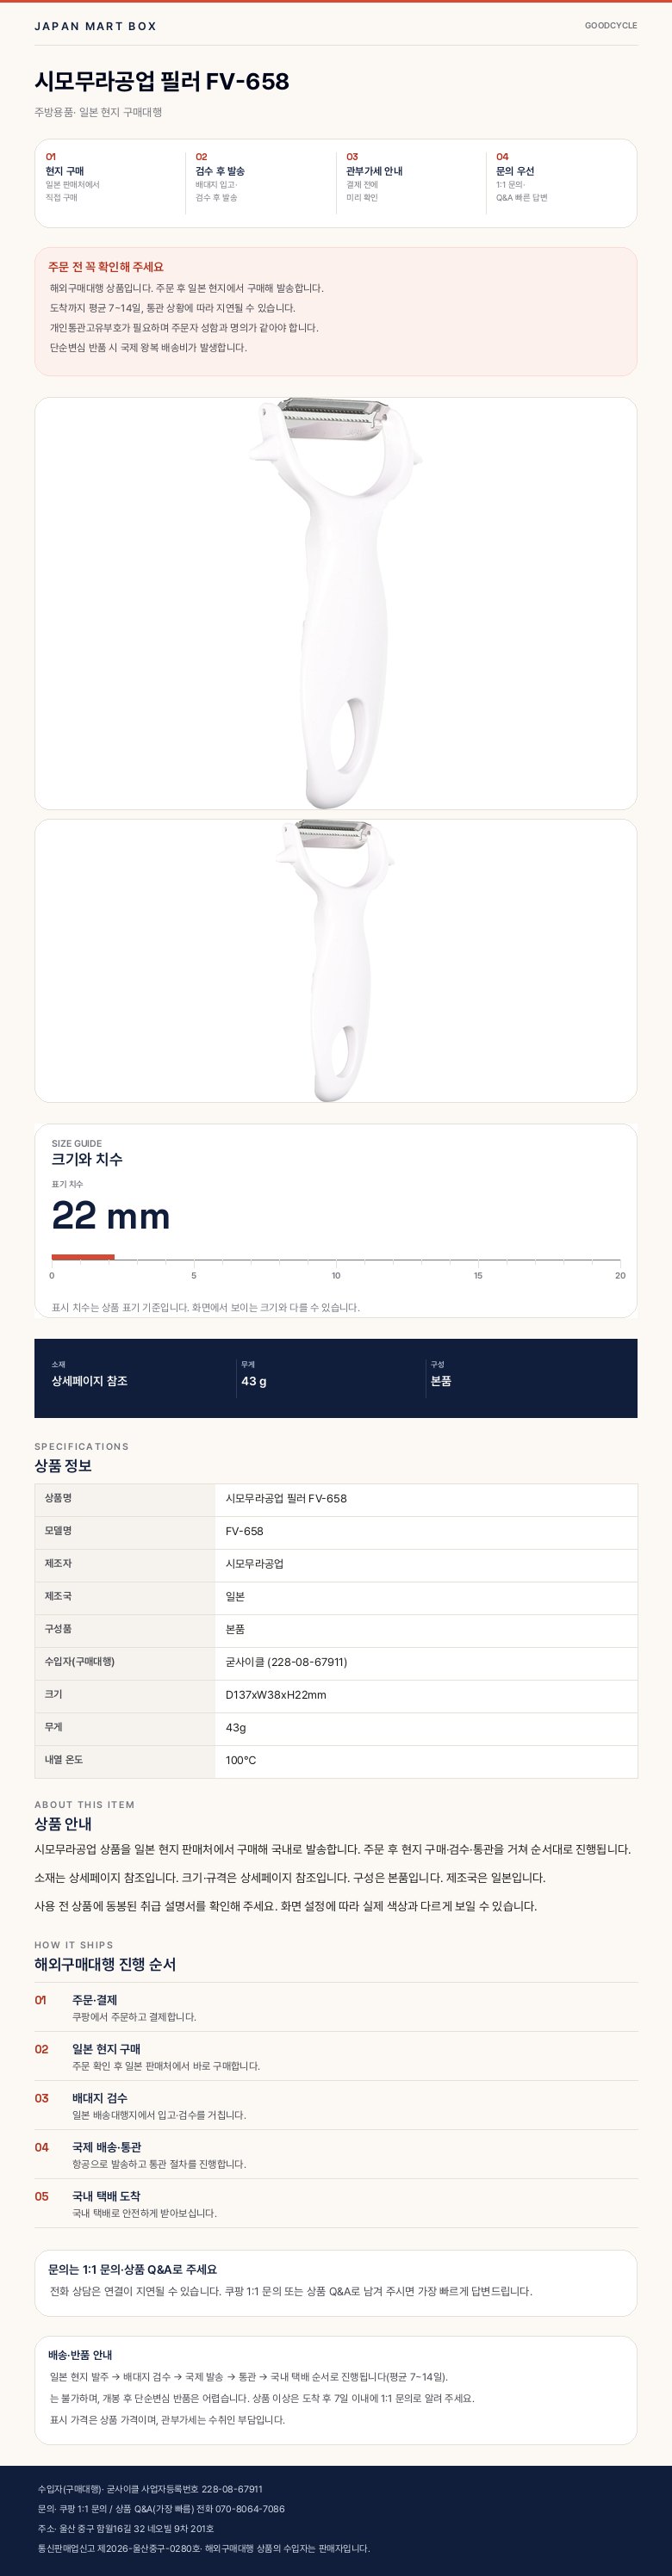 JAPAN MART BOX
GOODCYCLE
시모무라공업 필러 FV-658
주방용품· 일본 현지 구매대행
01
현지 구매
일본 판매처에서
직접 구매
02
검수 후 발송
배대지 입고·
검수 후 발송
03
관부가세 안내
결제 전에
미리 확인
04
문의 우선
1:1 문의·
Q&A 빠른 답변
주문 전 꼭 확인해 주세요
해외구매대행 상품입니다. 주문 후 일본 현지에서 구매해 발송합니다.
도착까지 평균 7~14일, 통관 상황에 따라 지연될 수 있습니다.
개인통관고유부호가 필요하며 주문자 성함과 명의가 같아야 합니다.
단순변심 반품 시 국제 왕복 배송비가 발생합니다.
SIZE GUIDE
크기와 치수
표기 치수
22 mm
0 5 10 15 20
표시 치수는 상품 표기 기준입니다. 화면에서 보이는 크기와 다를 수 있습니다.
소재
상세페이지 참조
무게
43 g
구성
본품
SPECIFICATIONS
상품 정보
상품명 시모무라공업 필러 FV-658
모델명 FV-658
제조자 시모무라공업
제조국 일본
구성품 본품
수입자(구매대행) 굳사이클 (228-08-67911)
크기 D137xW38xH22mm
무게 43g
내열 온도 100℃
ABOUT THIS ITEM
상품 안내
시모무라공업 상품을 일본 현지 판매처에서 구매해 국내로 발송합니다. 주문 후 현지 구매·검수·통관을 거쳐 순서대로 진행됩니다.
소재는 상세페이지 참조입니다. 크기·규격은 상세페이지 참조입니다. 구성은 본품입니다. 제조국은 일본입니다.
사용 전 상품에 동봉된 취급 설명서를 확인해 주세요. 화면 설정에 따라 실제 색상과 다르게 보일 수 있습니다.
HOW IT SHIPS
해외구매대행 진행 순서
01 주문·결제
쿠팡에서 주문하고 결제합니다.
02 일본 현지 구매
주문 확인 후 일본 판매처에서 바로 구매합니다.
03 배대지 검수
일본 배송대행지에서 입고·검수를 거칩니다.
04 국제 배송·통관
항공으로 발송하고 통관 절차를 진행합니다.
05 국내 택배 도착
국내 택배로 안전하게 받아보십니다.
문의는 1:1 문의·상품 Q&A로 주세요
전화 상담은 연결이 지연될 수 있습니다. 쿠팡 1:1 문의 또는 상품 Q&A로 남겨 주시면 가장 빠르게 답변드립니다.
배송·반품 안내
일본 현지 발주 → 배대지 검수 → 국제 발송 → 통관 → 국내 택배 순서로 진행됩니다(평균 7~14일).
는 불가하며, 개봉 후 단순변심 반품은 어렵습니다. 상품 이상은 도착 후 7일 이내에 1:1 문의로 알려 주세요.
표시 가격은 상품 가격이며, 관부가세는 수취인 부담입니다.
수입자(구매대행)· 굳사이클 사업자등록번호 228-08-67911
문의· 쿠팡 1:1 문의 / 상품 Q&A(가장 빠름) 전화 070-8064-7086
주소· 울산 중구 함월16길 32 네오빌 9차 201호
통신판매업신고 제2026-울산중구-0280호· 해외구매대행 상품의 수입자는 판매자입니다.